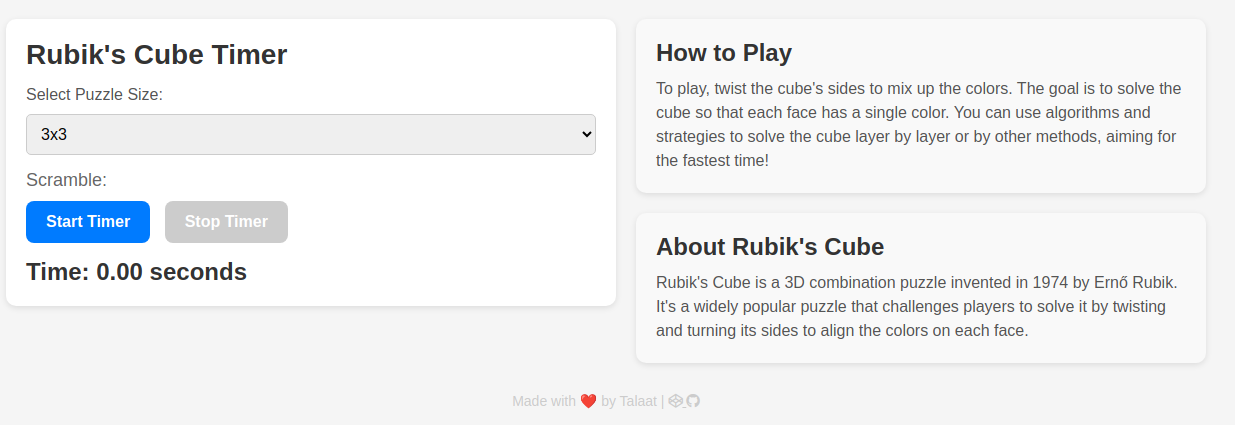 Rubik's Cube Timer
Select Puzzle Size:
3x3
Scramble:
Start Timer
Stop Timer
Time: 0.00 seconds
How to Play
To play, twist the cube's sides to mix up the colors. The goal is to solve the
cube so that each face has a single color. You can use algorithms and
strategies to solve the cube layer by layer or by other methods, aiming for
the fastest time!
About Rubik's Cube
Rubik's Cube is a 3D combination puzzle invented in 1974 by Ernő Rubik.
It's a widely popular puzzle that challenges players to solve it by twisting
and turning its sides to align the colors on each face.
Made with ❤️ by Talaat |